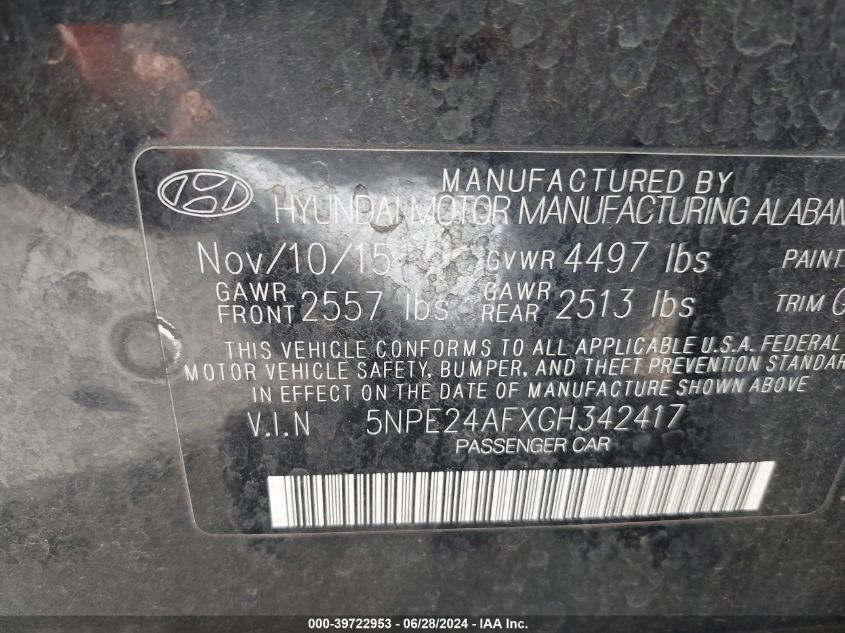 MANUFACTURED BY
HYUNDAI MOTOR MANUFACTURING ALABAM
Nov/10/15 GVWR 4497 lbs PAINT
GAWR FRONT 2557 lbs GAWR REAR 2513 lbs TRIM
THIS VEHICLE CONFORMS TO ALL APPLICABLE U.S.A. FEDERAL
MOTOR VEHICLE SAFETY, BUMPER, AND THEFT PREVENTION STANDAR
IN EFFECT ON THE DATE OF MANUFACTURE SHOWN ABOVE
V.I.N 5NPE24AFXGH342417
PASSENGER CAR
000-39722953 / 06/28/2024 - IAA Inc.